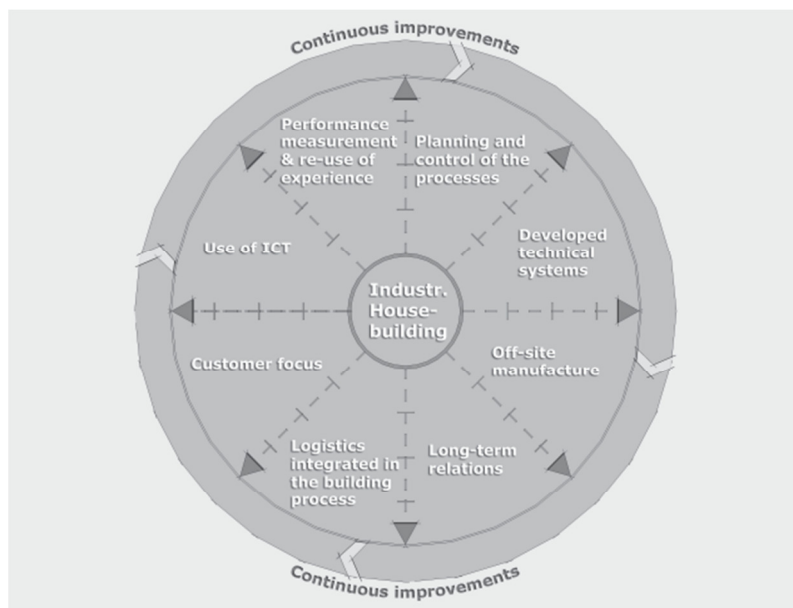 Continuous improvements
Performance
measurement
& re-use of
experience
Planning and
control of the
processes
Use of ICT
Developed
technical
systems
Industr.
House-
building
Customer focus
Off-site
manufacture
Logistics
integrated in
the building
process
Long-term
relations
Continuous improvements